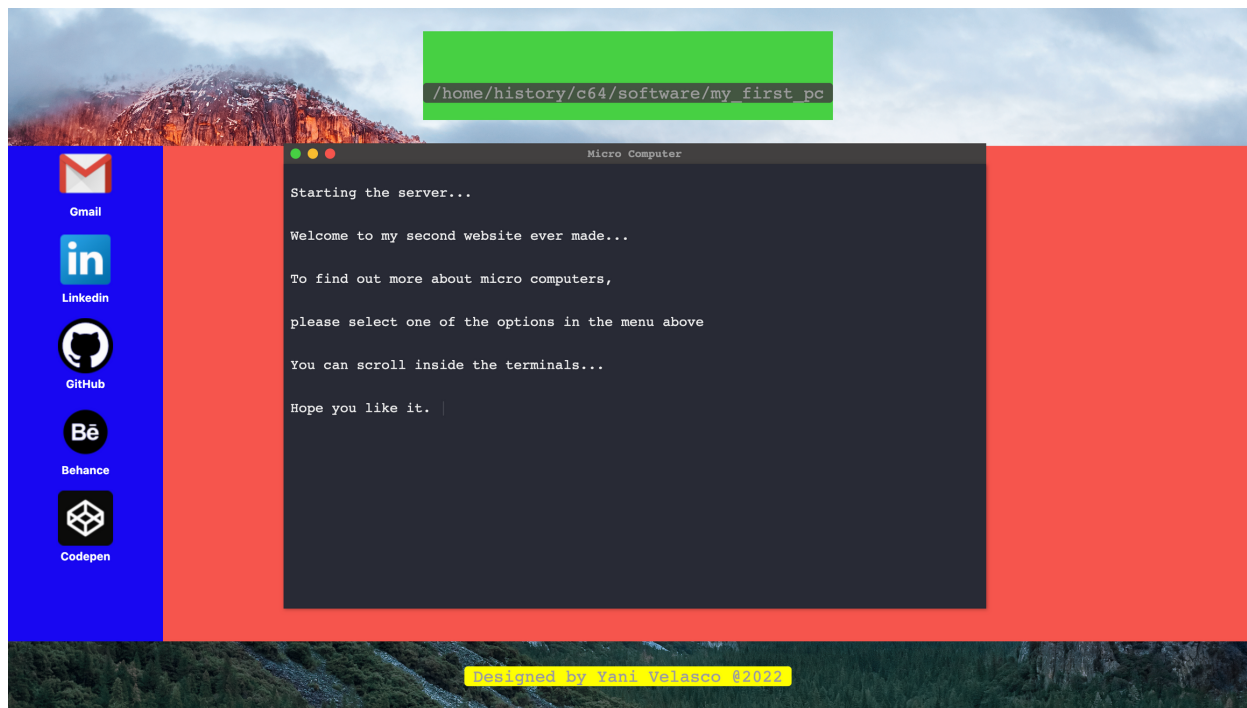 /home/history/c64/software/my_first_pc
Micro Computer
Starting the server...
Welcome to my second website ever made...
To find out more about micro computers,
please select one of the options in the menu above
You can scroll inside the terminals...
Hope you like it.
Gmail
in
Linkedin
GitHub
Bē
Behance
Codepen
Designed by Yani Velasco @2022